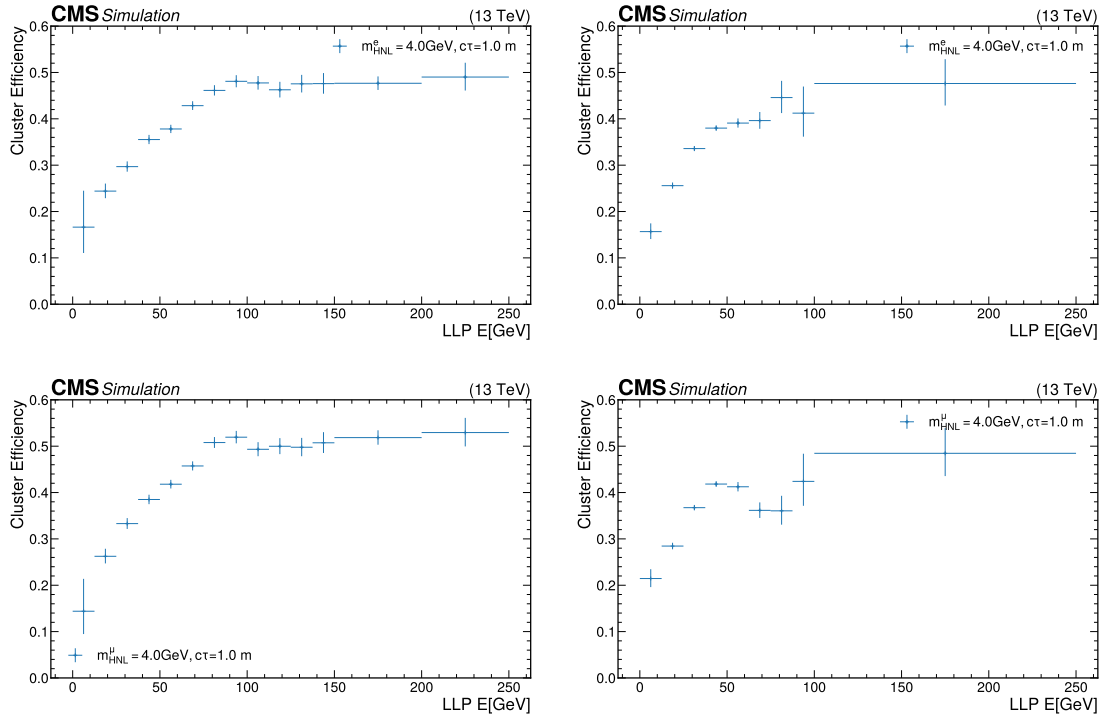 CMS Simulation (13 TeV)
Cluster Efficiency
0.6
0.5
0.4
0.3
0.2
0.1
0.0
m^e_HNL = 4.0GeV, cτ=1.0 m
0 50 100 150 200 250
LLP E[GeV]
CMS Simulation (13 TeV)
Cluster Efficiency
0.6
0.5
0.4
0.3
0.2
0.1
0.0
m^e_HNL = 4.0GeV, cτ=1.0 m
0 50 100 150 200 250
LLP E[GeV]
CMS Simulation (13 TeV)
Cluster Efficiency
0.6
0.5
0.4
0.3
0.2
0.1
0.0
m^μ_HNL = 4.0GeV, cτ=1.0 m
0 50 100 150 200 250
LLP E[GeV]
CMS Simulation (13 TeV)
Cluster Efficiency
0.6
0.5
0.4
0.3
0.2
0.1
0.0
m^μ_HNL = 4.0GeV, cτ=1.0 m
0 50 100 150 200 250
LLP E[GeV]